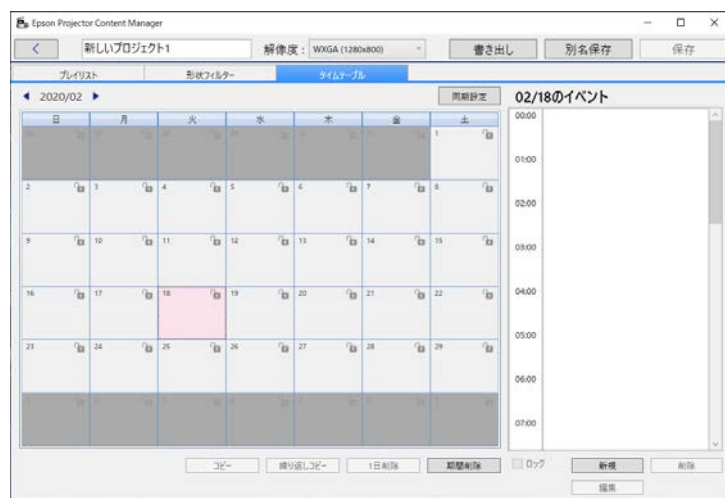 Epson Projector Content Manager
新しいプロジェクト1 解像度： WXGA (1280x800) 書き出し 別名保存 保存
プレイリスト 形状フィルター タイムテーブル
2020/02 同期設定 02/18のイベント
日 月 火 水 木 金 土
1
2 3 4 5 6 7 8
9 10 11 12 13 14 15
16 17 18 19 20 21 22
23 24 25 26 27 28 29
00:00
01:00
02:00
03:00
04:00
05:00
06:00
07:00
コピー 繰り返しコピー 1日削除 期間削除 ロック 新規 削除
編集